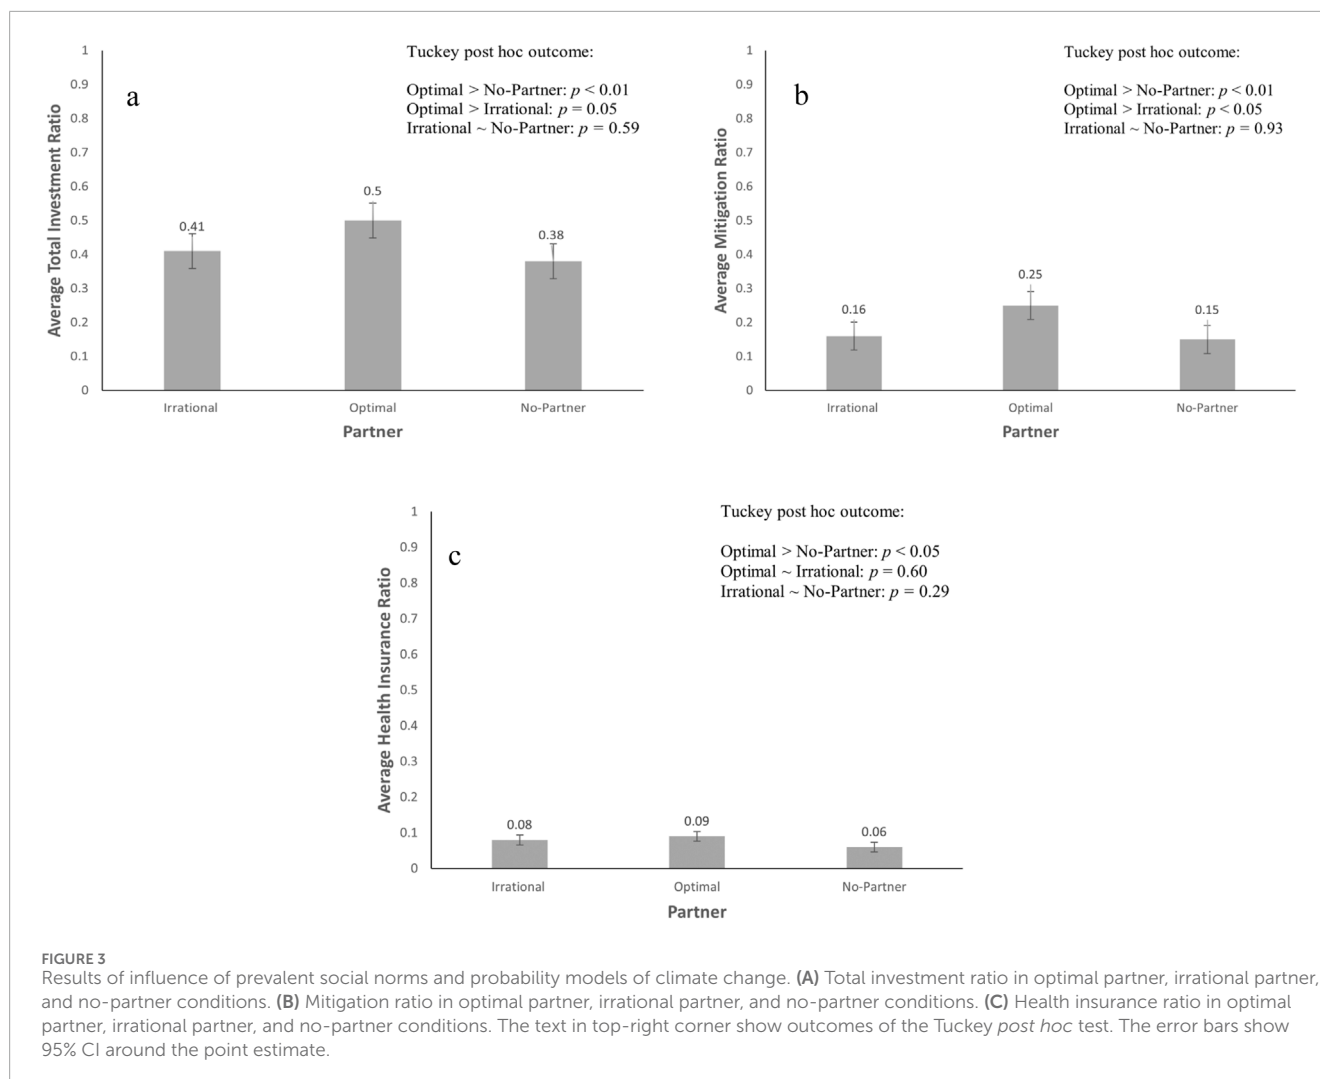 Tuckey post hoc outcome:
Optimal > No-Partner: p < 0.01
Optimal > Irrational: p = 0.05
Irrational ~ No-Partner: p = 0.59
a
Average Total Investment Ratio
1
0.9
0.8
0.7
0.6
0.5
0.4
0.3
0.2
0.1
0
0.41
0.5
0.38
Irrational
Optimal
No-Partner
Partner
Tuckey post hoc outcome:
Optimal > No-Partner: p < 0.01
Optimal > Irrational: p < 0.05
Irrational ~ No-Partner: p = 0.93
b
Average Mitigation Ratio
1
0.9
0.8
0.7
0.6
0.5
0.4
0.3
0.2
0.1
0
0.16
0.25
0.15
Irrational
Optimal
No-Partner
Partner
Tuckey post hoc outcome:
Optimal > No-Partner: p < 0.05
Optimal ~ Irrational: p = 0.60
Irrational ~ No-Partner: p = 0.29
c
Average Health Insurance Ratio
1
0.9
0.8
0.7
0.6
0.5
0.4
0.3
0.2
0.1
0
0.08
0.09
0.06
Irrational
Optimal
No-Partner
Partner
FIGURE 3
Results of influence of prevalent social norms and probability models of climate change. (A) Total investment ratio in optimal partner, irrational partner,
and no-partner conditions. (B) Mitigation ratio in optimal partner, irrational partner, and no-partner conditions. (C) Health insurance ratio in optimal
partner, irrational partner, and no-partner conditions. The text in top-right corner show outcomes of the Tuckey post hoc test. The error bars show
95% CI around the point estimate.